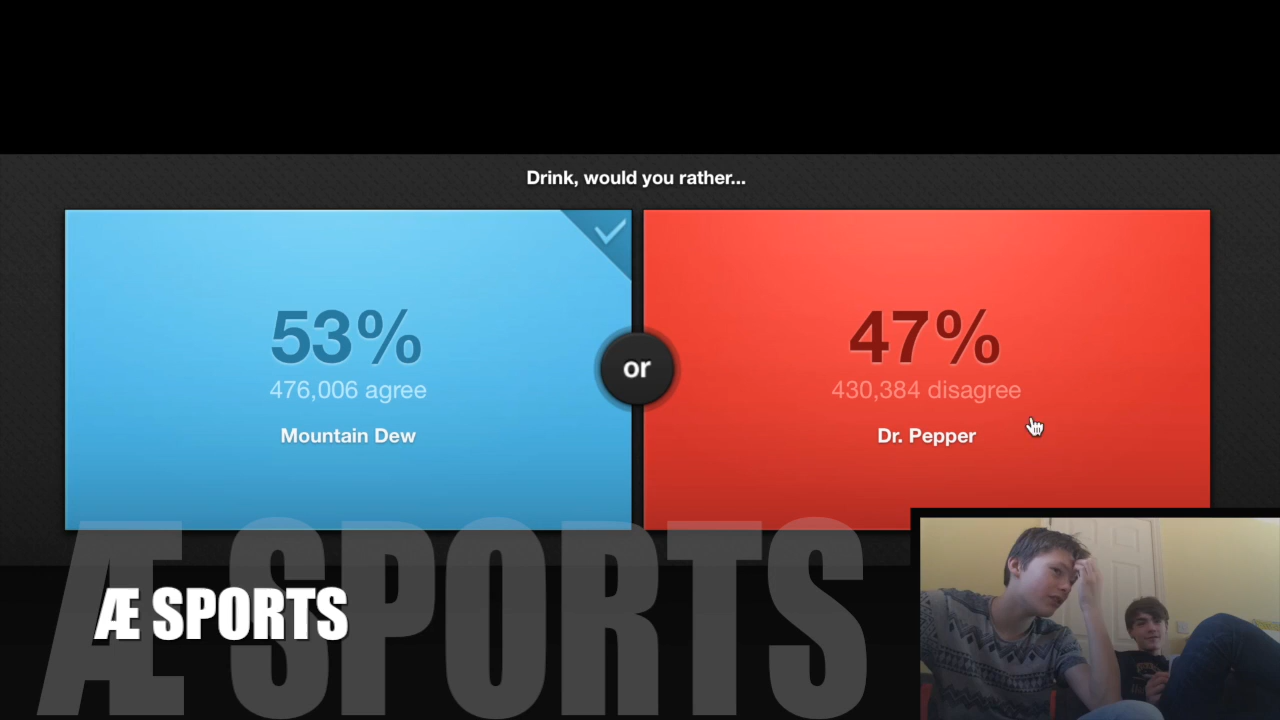 Drink, would you rather...
53%
476,006 agree
Mountain Dew
or
47%
430,384 disagree
Dr. Pepper
Æ SPORTS
Æ SPORTS